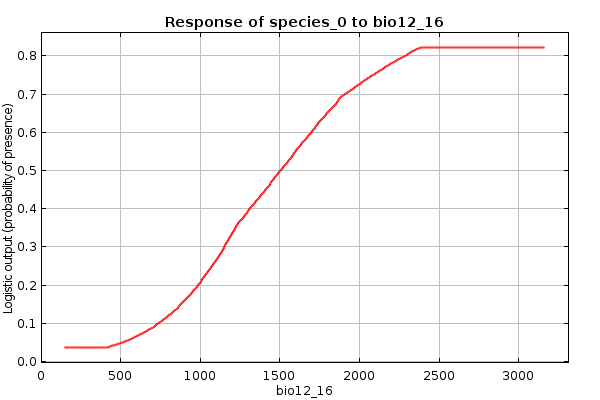 Response of species_0 to bio12_16
Logistic output (probability of presence)
0.8
0.7
0.6
0.5
0.4
0.3
0.2
0.1
0.0
0 500 1000 1500 2000 2500 3000
bio12_16